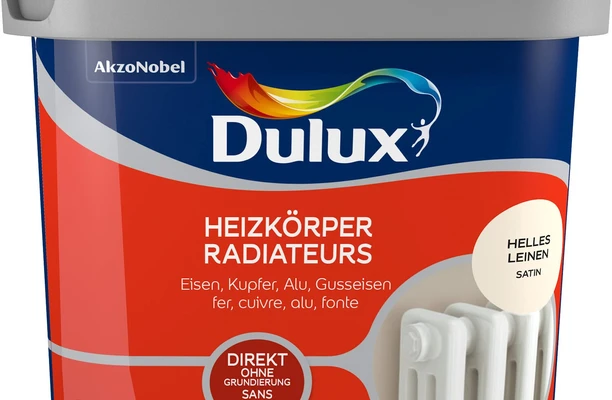 AkzoNobel
Dulux
HEIZKÖRPER
RADIATEURS
Eisen, Kupfer, Alu, Gusseisen
fer, cuivre, alu, fonte
HELLES
LEINEN
SATIN
DIREKT
OHNE
GRUNDIERUNG
SANS